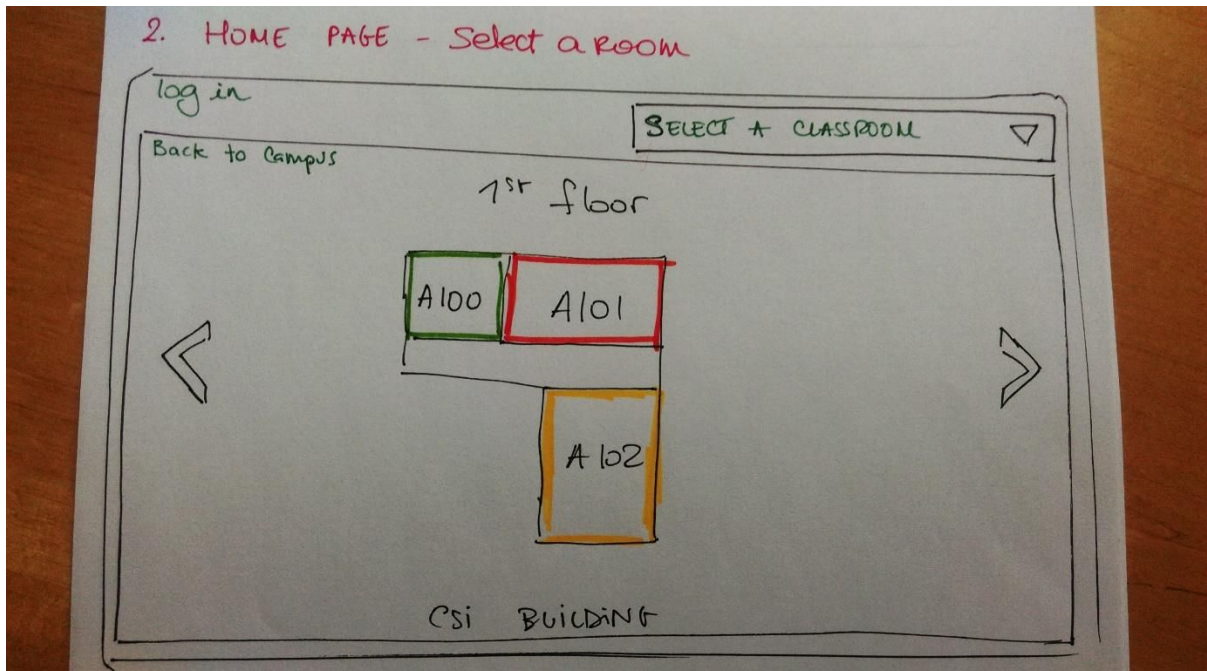 2. HOME PAGE - Select a ROOM
log in
SELECT A CLASSROOM
Back to Campus
1st floor
A100
A101
A102
CSi BUiLDiNG